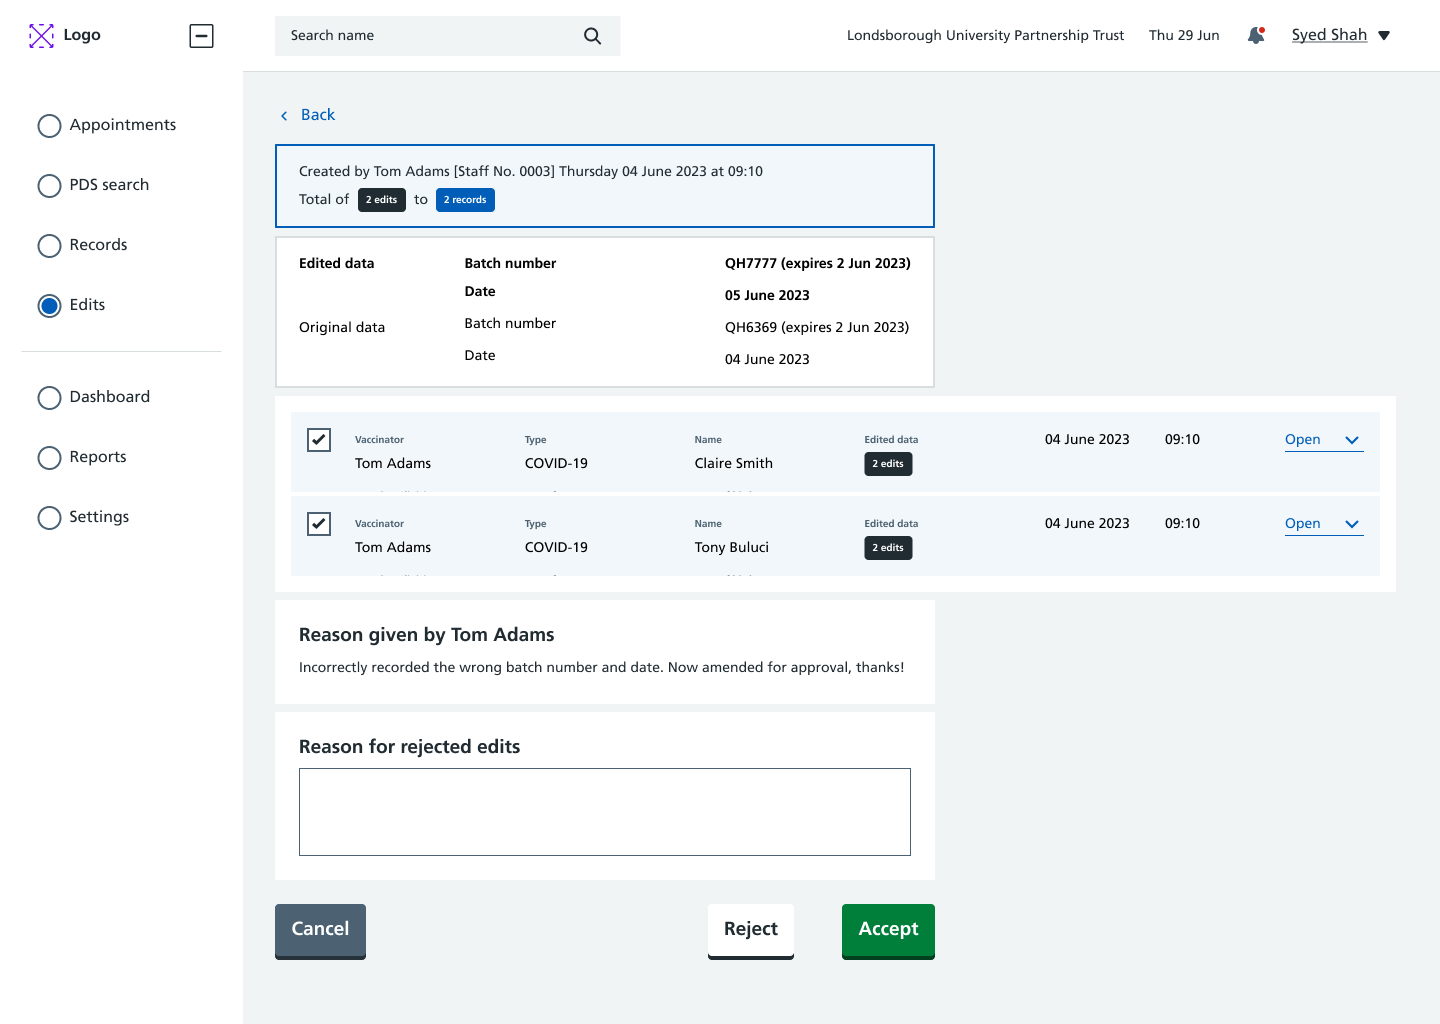 Logo
Search name
Londsborough University Partnership Trust
Thu 29 Jun
Syed Shah
Appointments
PDS search
Records
Edits
Dashboard
Reports
Settings
Back
Created by Tom Adams [Staff No. 0003] Thursday 04 June 2023 at 09:10
Total of 2 edits to 2 records
Edited data Batch number QH7777 (expires 2 Jun 2023)
Date 05 June 2023
Original data Batch number QH6369 (expires 2 Jun 2023)
Date 04 June 2023
Vaccinator Type Name Edited data 04 June 2023 09:10 Open
Tom Adams COVID-19 Claire Smith 2 edits
Vaccinator Type Name Edited data 04 June 2023 09:10 Open
Tom Adams COVID-19 Tony Buluci 2 edits
Reason given by Tom Adams
Incorrectly recorded the wrong batch number and date. Now amended for approval, thanks!
Reason for rejected edits
Cancel
Reject
Accept